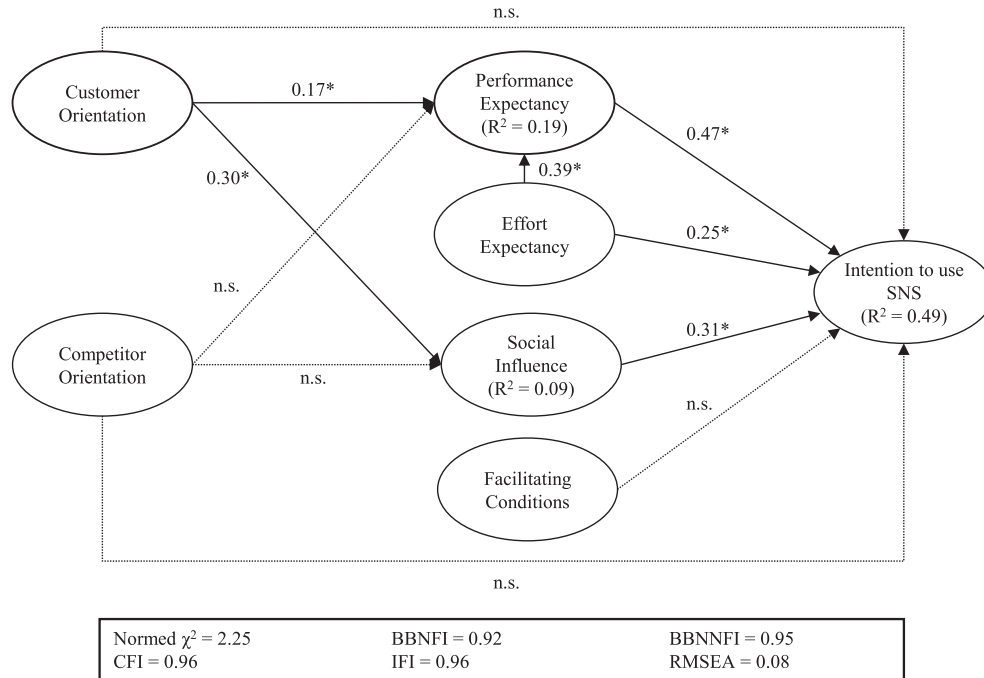 n.s.
Customer
Orientation
0.17*
Performance
Expectancy
(R² = 0.19)
0.47*
0.30*
0.39*
Effort
Expectancy
0.25*
Intention to use
SNS
(R² = 0.49)
n.s.
Competitor
Orientation
n.s.
Social
Influence
(R² = 0.09)
0.31*
n.s.
Facilitating
Conditions
n.s.
Normed χ² = 2.25 BBNFI = 0.92 BBNNFI = 0.95
CFI = 0.96 IFI = 0.96 RMSEA = 0.08